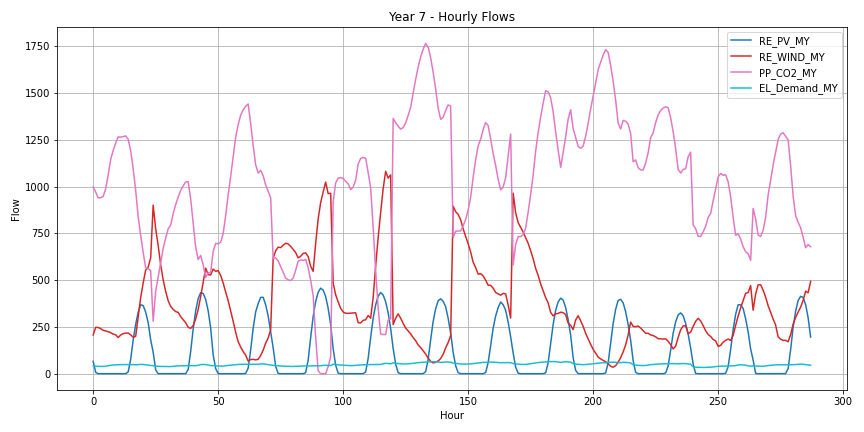 Year 7 - Hourly Flows
RE_PV_MY
RE_WIND_MY
PP_CO2_MY
EL_Demand_MY
Flow
1750
1500
1250
1000
750
500
250
0
0 50 100 150 200 250 300
Hour